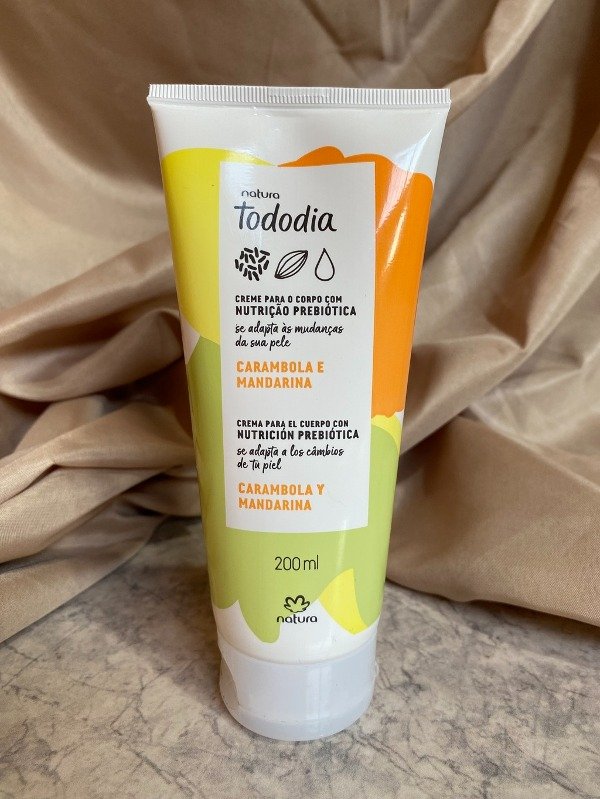 natura
Tododia
CREME PARA O CORPO COM
NUTRIÇÃO PREBIÓTICA
se adapta às mudanças
da sua pele
CARAMBOLA E
MANDARINA
CREMA PARA EL CUERPO CON
NUTRICIÓN PREBIÓTICA
se adapta a los câmbios
de tu piel
CARAMBOLA Y
MANDARINA
200 ml
natura